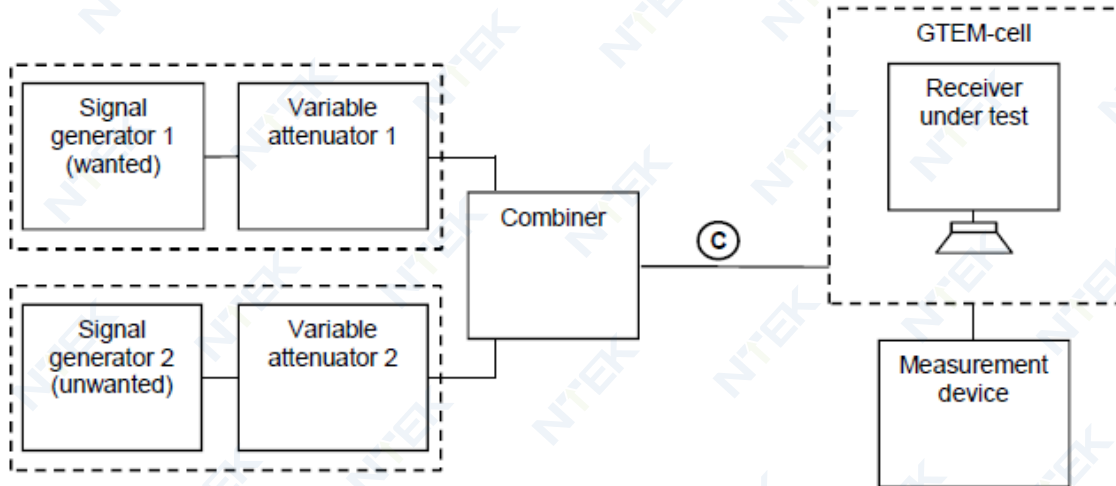 GTEM-cell
Signal
generator 1
(wanted)
Variable
attenuator 1
Receiver
under test
Combiner
C
Signal
generator 2
(unwanted)
Variable
attenuator 2
Measurement
device
NTEK